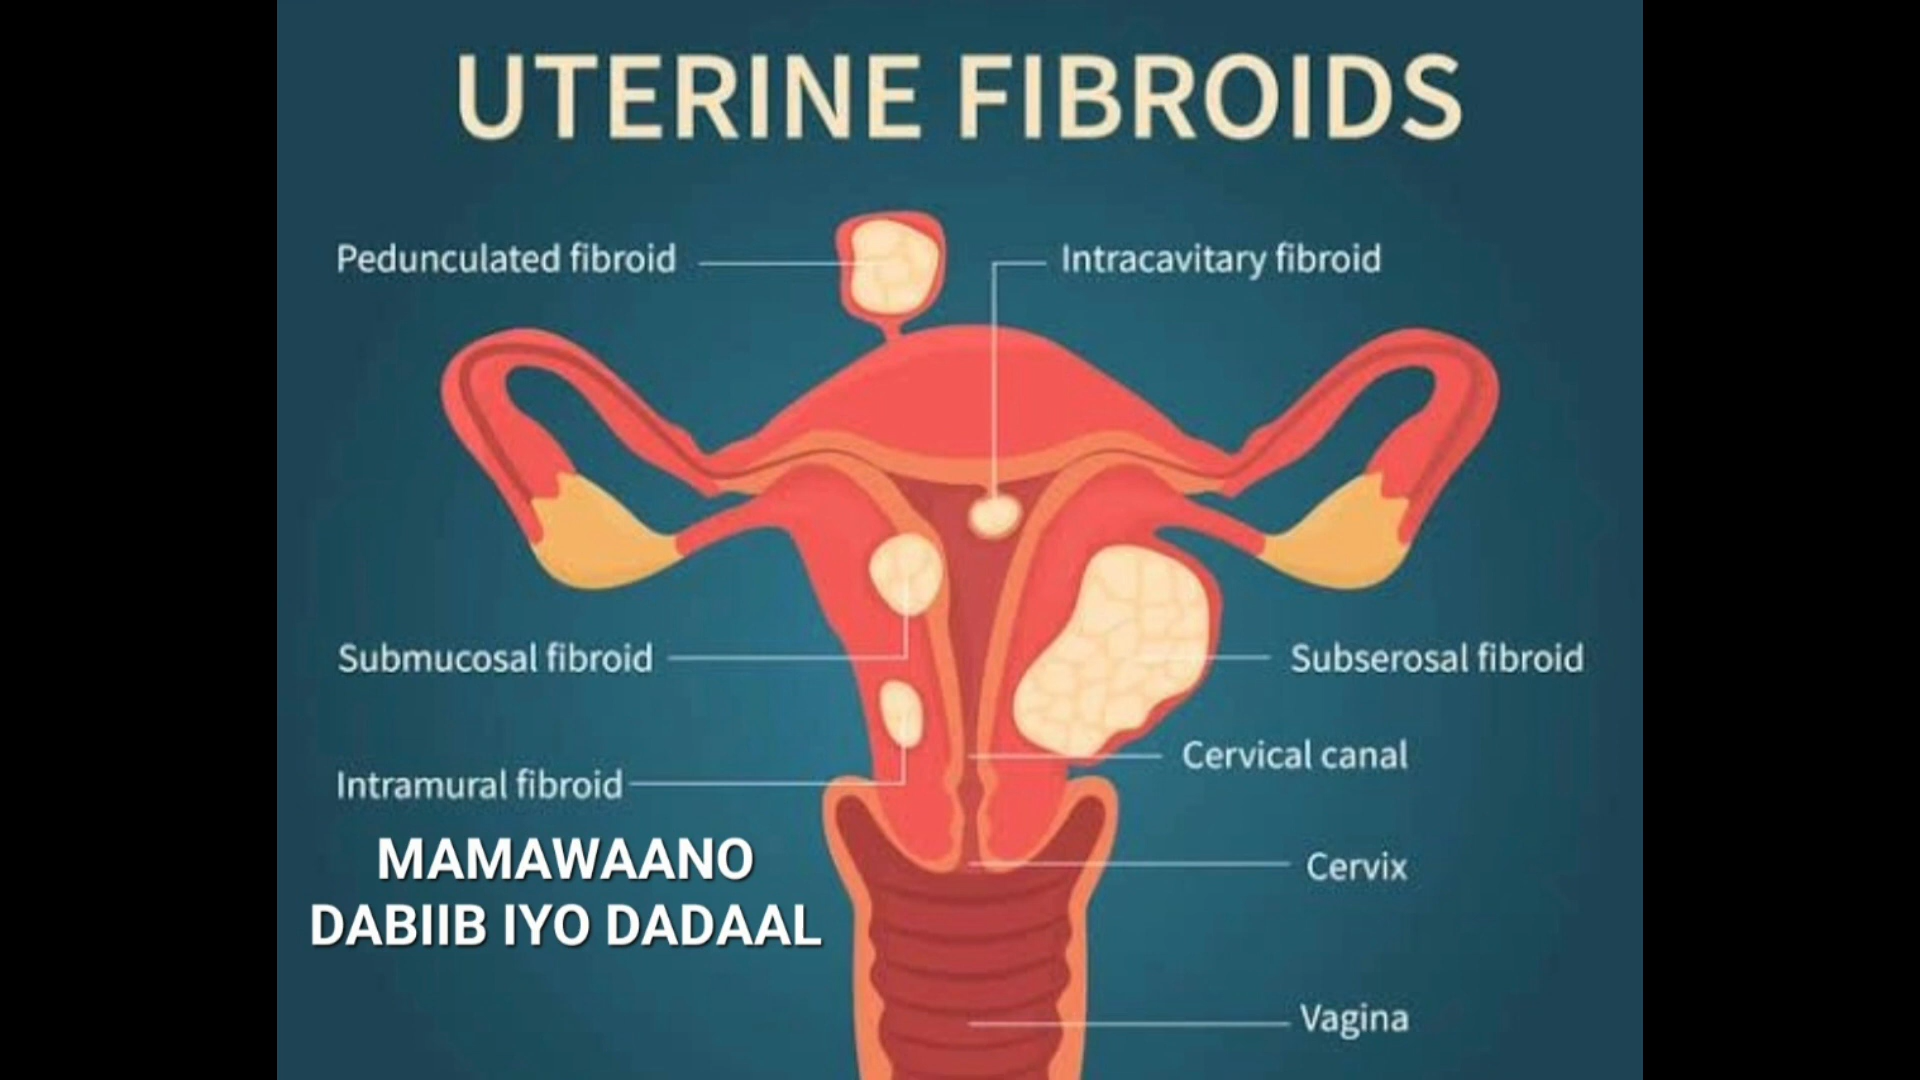 UTERINE FIBROIDS
Pedunculated fibroid
Intracavitary fibroid
Submucosal fibroid
Subserosal fibroid
Cervical canal
Intramural fibroid
MAMAWAANO
DABIIB IYO DADAAL
Cervix
Vagina